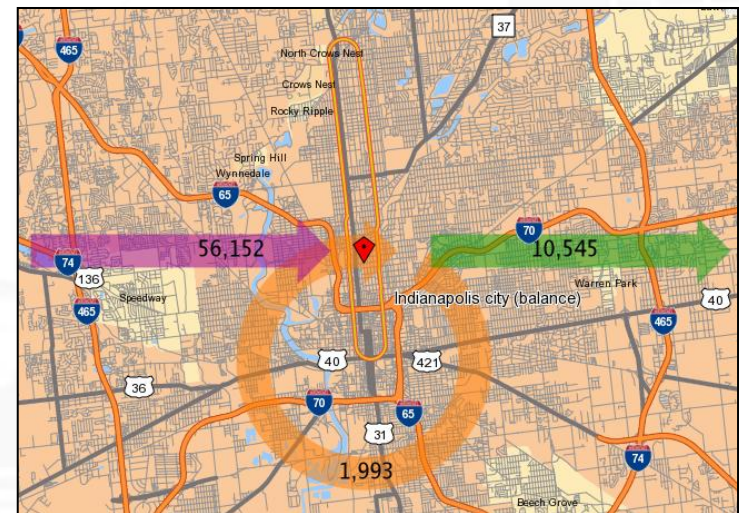 37
465
North Crows Nest
Crows Nest
Rocky Ripple
Spring Hill
Wynnedale
65
56,152
70
10,545
74
136
Speedway
Warren Park
Indianapolis city (balance)
40
465
465
40
421
36
70
65
31
74
1,993
Beech Grove